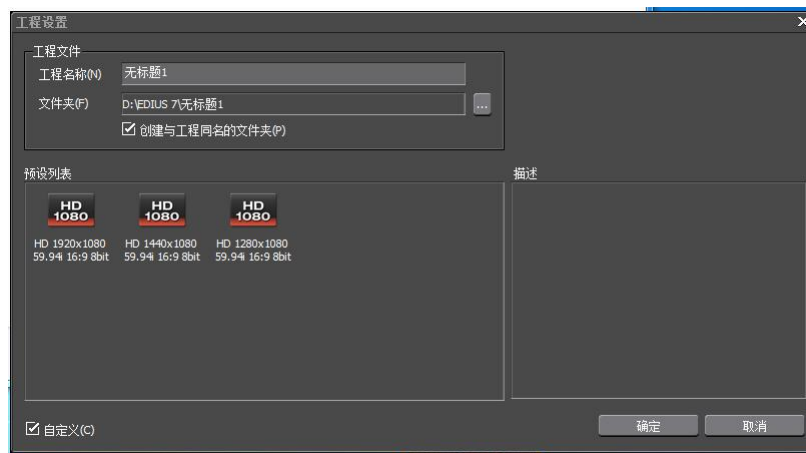 工程设置
工程文件
工程名称(N) 无标题1
文件夹(F) D:\EDIUS 7\无标题1 ...
创建与工程同名的文件夹(P)
预设列表 描述
HD 1080 HD 1080 HD 1080
HD 1920x1080 HD 1440x1080 HD 1280x1080
59.94i 16:9 8bit 59.94i 16:9 8bit 59.94i 16:9 8bit
自定义(C) 确定 取消